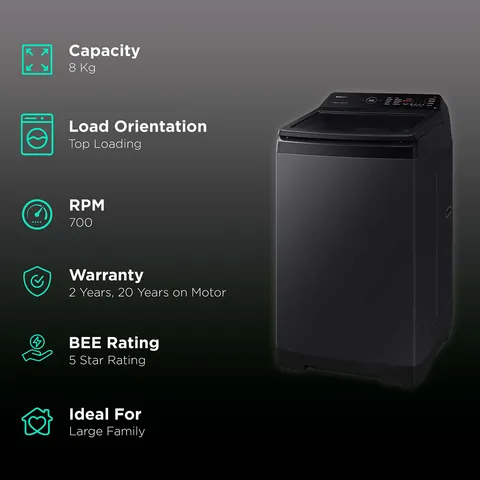 Capacity
8 Kg
Load Orientation
Top Loading
RPM
700
Warranty
2 Years, 20 Years on Motor
BEE Rating
5 Star Rating
Ideal For
Large Family